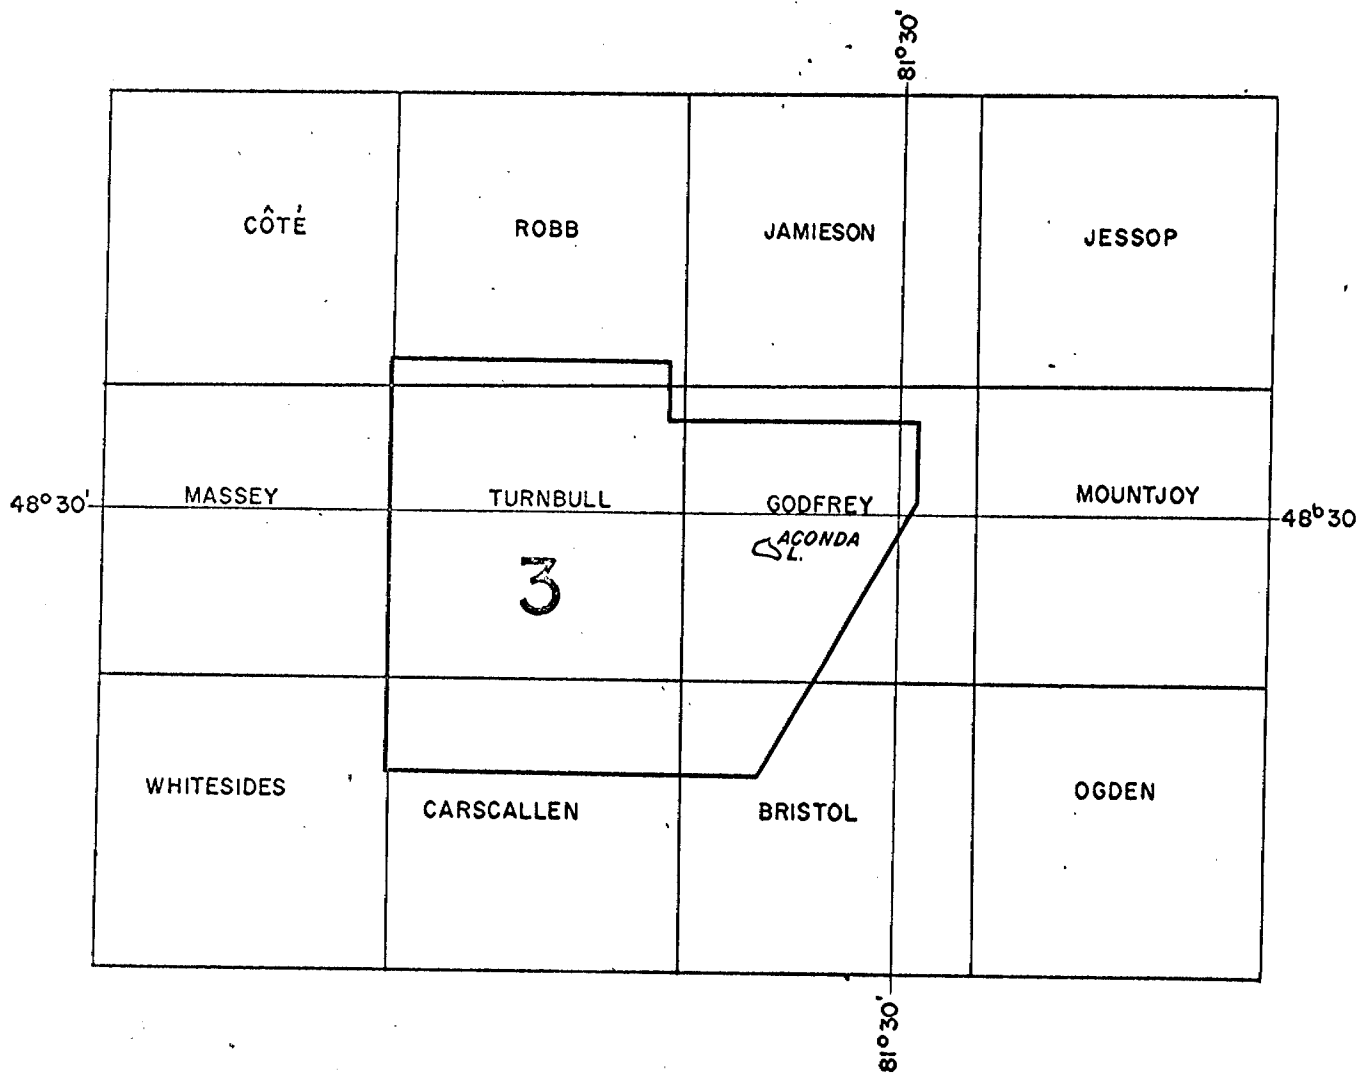 81°30'
CÔTÉ
ROBB
JAMIESON
JESSOP
48°30'
MASSEY
TURNBULL
GODFREY
MOUNTJOY
48°30
ACONDA
L.
3
WHITESIDES
CARSCALLEN
BRISTOL
OGDEN
81°30'